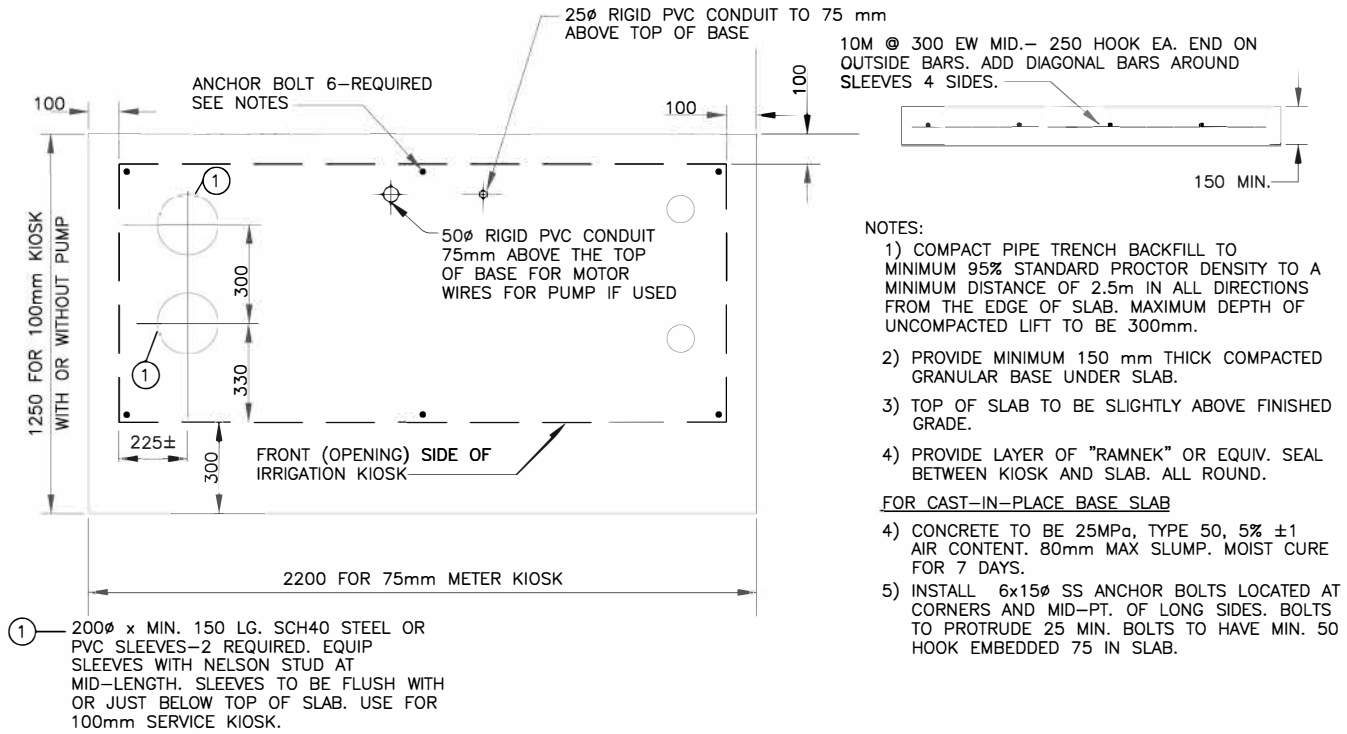 25ø RIGID PVC CONDUIT TO 75 mm
ABOVE TOP OF BASE
10M @ 300 EW MID.– 250 HOOK EA. END ON
OUTSIDE BARS. ADD DIAGONAL BARS AROUND
SLEEVES 4 SIDES.
ANCHOR BOLT 6–REQUIRED
SEE NOTES
100
100
100
150 MIN.
1
50ø RIGID PVC CONDUIT
75mm ABOVE THE TOP
OF BASE FOR MOTOR
WIRES FOR PUMP IF USED
300
330
1
1250 FOR 100mm KIOSK
WITH OR WITHOUT PUMP
225±
300
FRONT (OPENING) SIDE OF
IRRIGATION KIOSK
2200 FOR 75mm METER KIOSK
1
200ø x MIN. 150 LG. SCH40 STEEL OR
PVC SLEEVES–2 REQUIRED. EQUIP
SLEEVES WITH NELSON STUD AT
MID–LENGTH. SLEEVES TO BE FLUSH WITH
OR JUST BELOW TOP OF SLAB. USE FOR
100mm SERVICE KIOSK.
NOTES:
1) COMPACT PIPE TRENCH BACKFILL TO
MINIMUM 95% STANDARD PROCTOR DENSITY TO A
MINIMUM DISTANCE OF 2.5m IN ALL DIRECTIONS
FROM THE EDGE OF SLAB. MAXIMUM DEPTH OF
UNCOMPACTED LIFT TO BE 300mm.
2) PROVIDE MINIMUM 150 mm THICK COMPACTED
GRANULAR BASE UNDER SLAB.
3) TOP OF SLAB TO BE SLIGHTLY ABOVE FINISHED
GRADE.
4) PROVIDE LAYER OF "RAMNEK" OR EQUIV. SEAL
BETWEEN KIOSK AND SLAB. ALL ROUND.
FOR CAST–IN–PLACE BASE SLAB
4) CONCRETE TO BE 25MPa, TYPE 50, 5% ±1
AIR CONTENT. 80mm MAX SLUMP. MOIST CURE
FOR 7 DAYS.
5) INSTALL 6x15ø SS ANCHOR BOLTS LOCATED AT
CORNERS AND MID–PT. OF LONG SIDES. BOLTS
TO PROTRUDE 25 MIN. BOLTS TO HAVE MIN. 50
HOOK EMBEDDED 75 IN SLAB.